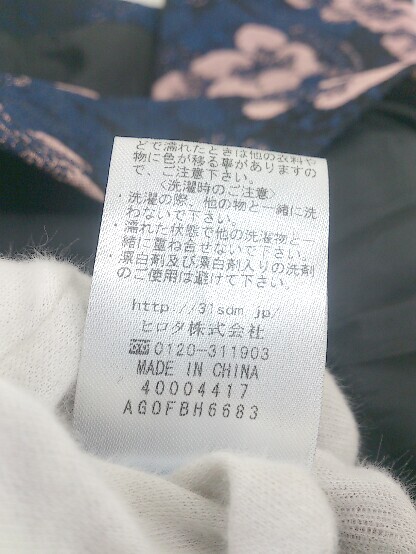 どで濡れたときは他の衣料や
物に色が移る事がありますの
で、ご注意下さい。
〈洗濯時のご注意〉
・洗濯の際、他の物と一緒に洗
わないで下さい。
・濡れた状態で他の洗濯物と一
緒に重ね合せないで下さい。
・漂白剤及び漂白剤入りの洗剤
のご使用は避けて下さい。
http://31sdm.jp/
ヒロタ株式会社
0120-311903
MADE IN CHINA
40004417
AG0FBH6683